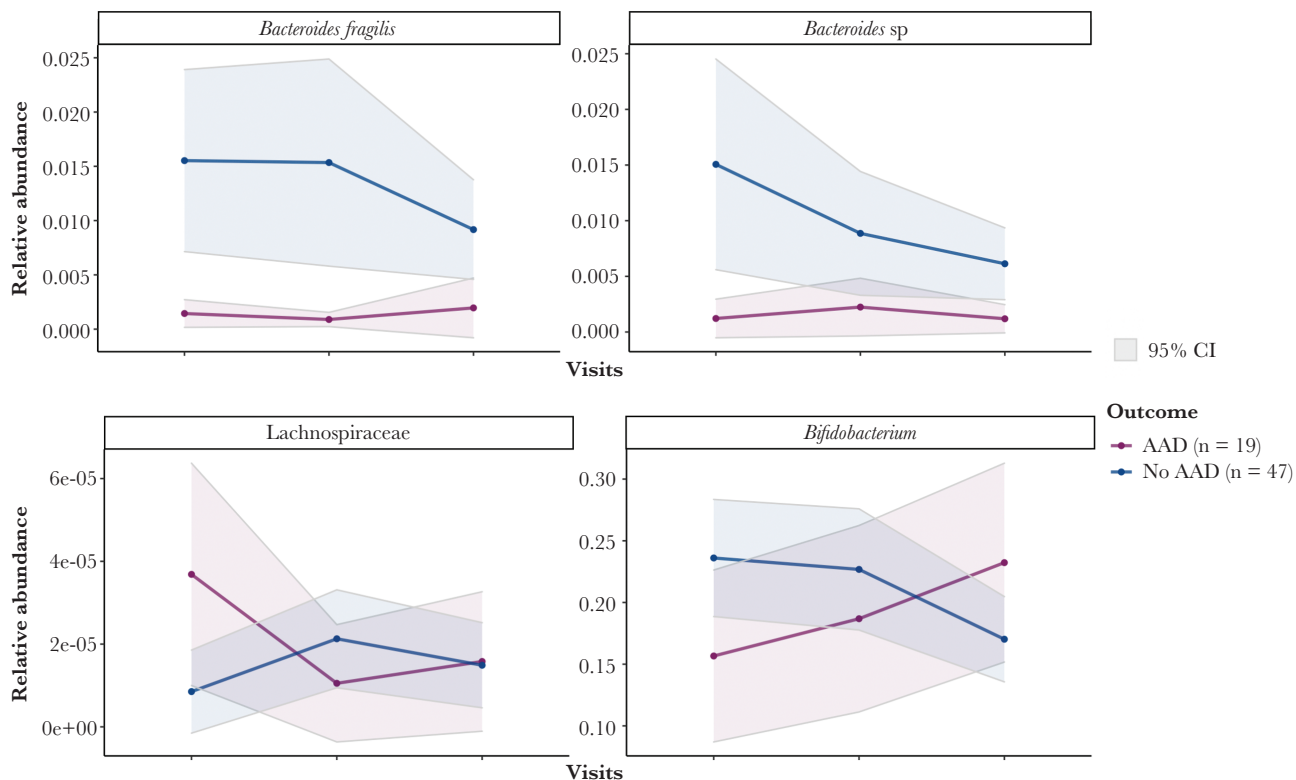 Bacteroides fragilis
Bacteroides sp
Relative abundance
0.025
0.020
0.015
0.010
0.005
0.000
0.025
0.020
0.015
0.010
0.005
0.000
Visits
95% CI
Outcome
AAD (n = 19)
No AAD (n = 47)
Lachnospiraceae
Bifidobacterium
Relative abundance
6e-05
4e-05
2e-05
0e+00
0.30
0.25
0.20
0.15
0.10
Visits